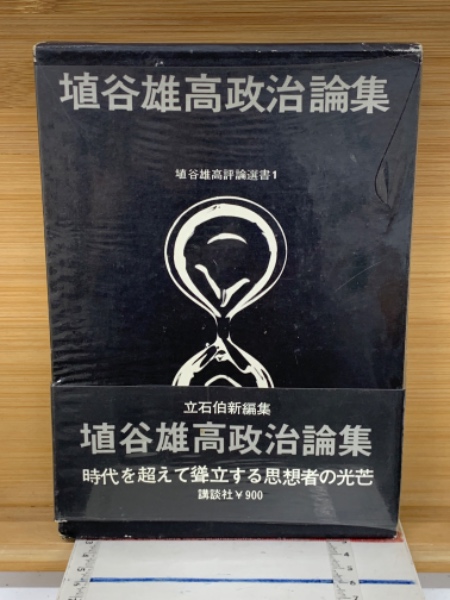 埴谷雄高政治論集
埴谷雄高評論選書1
立石伯新編集
埴谷雄高政治論集
時代を超えて聳立する思想者の光芒
講談社¥900